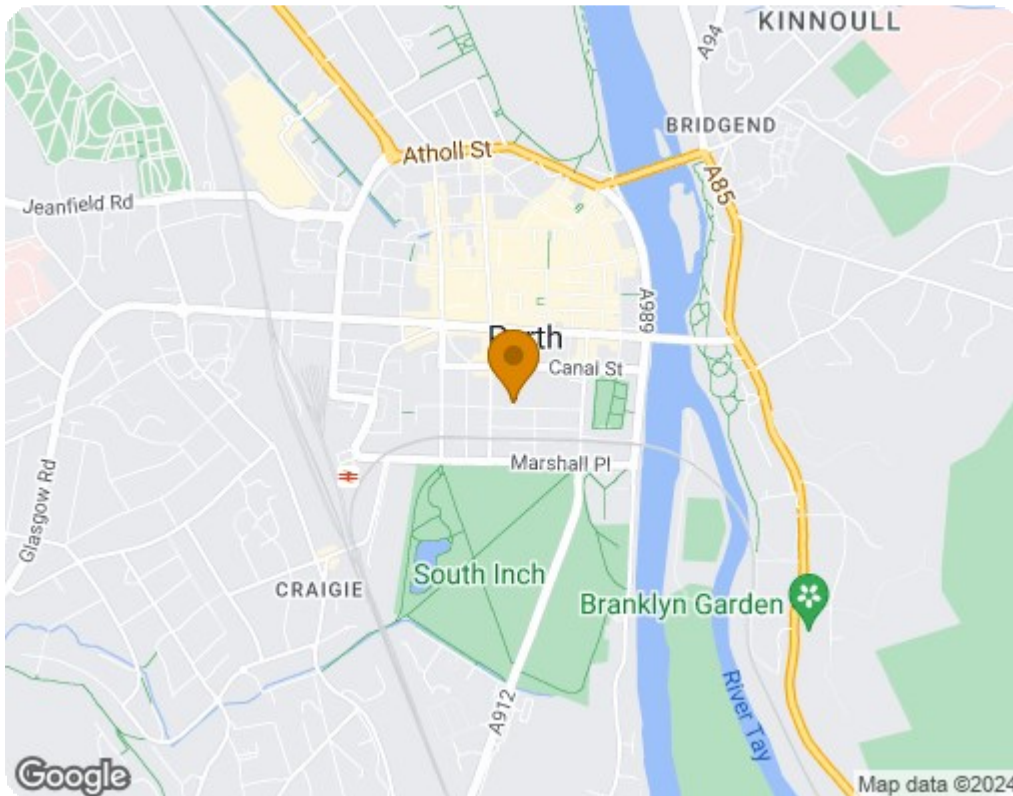 KINNOULL
A94
BRIDGEND
Atholl St
A85
Jeanfield Rd
A989
Perth
Canal St
Marshall Pl
Glasgow Rd
South Inch
CRAIGIE
Branklyn Garden
A912
River Tay
Google
Map data ©2024